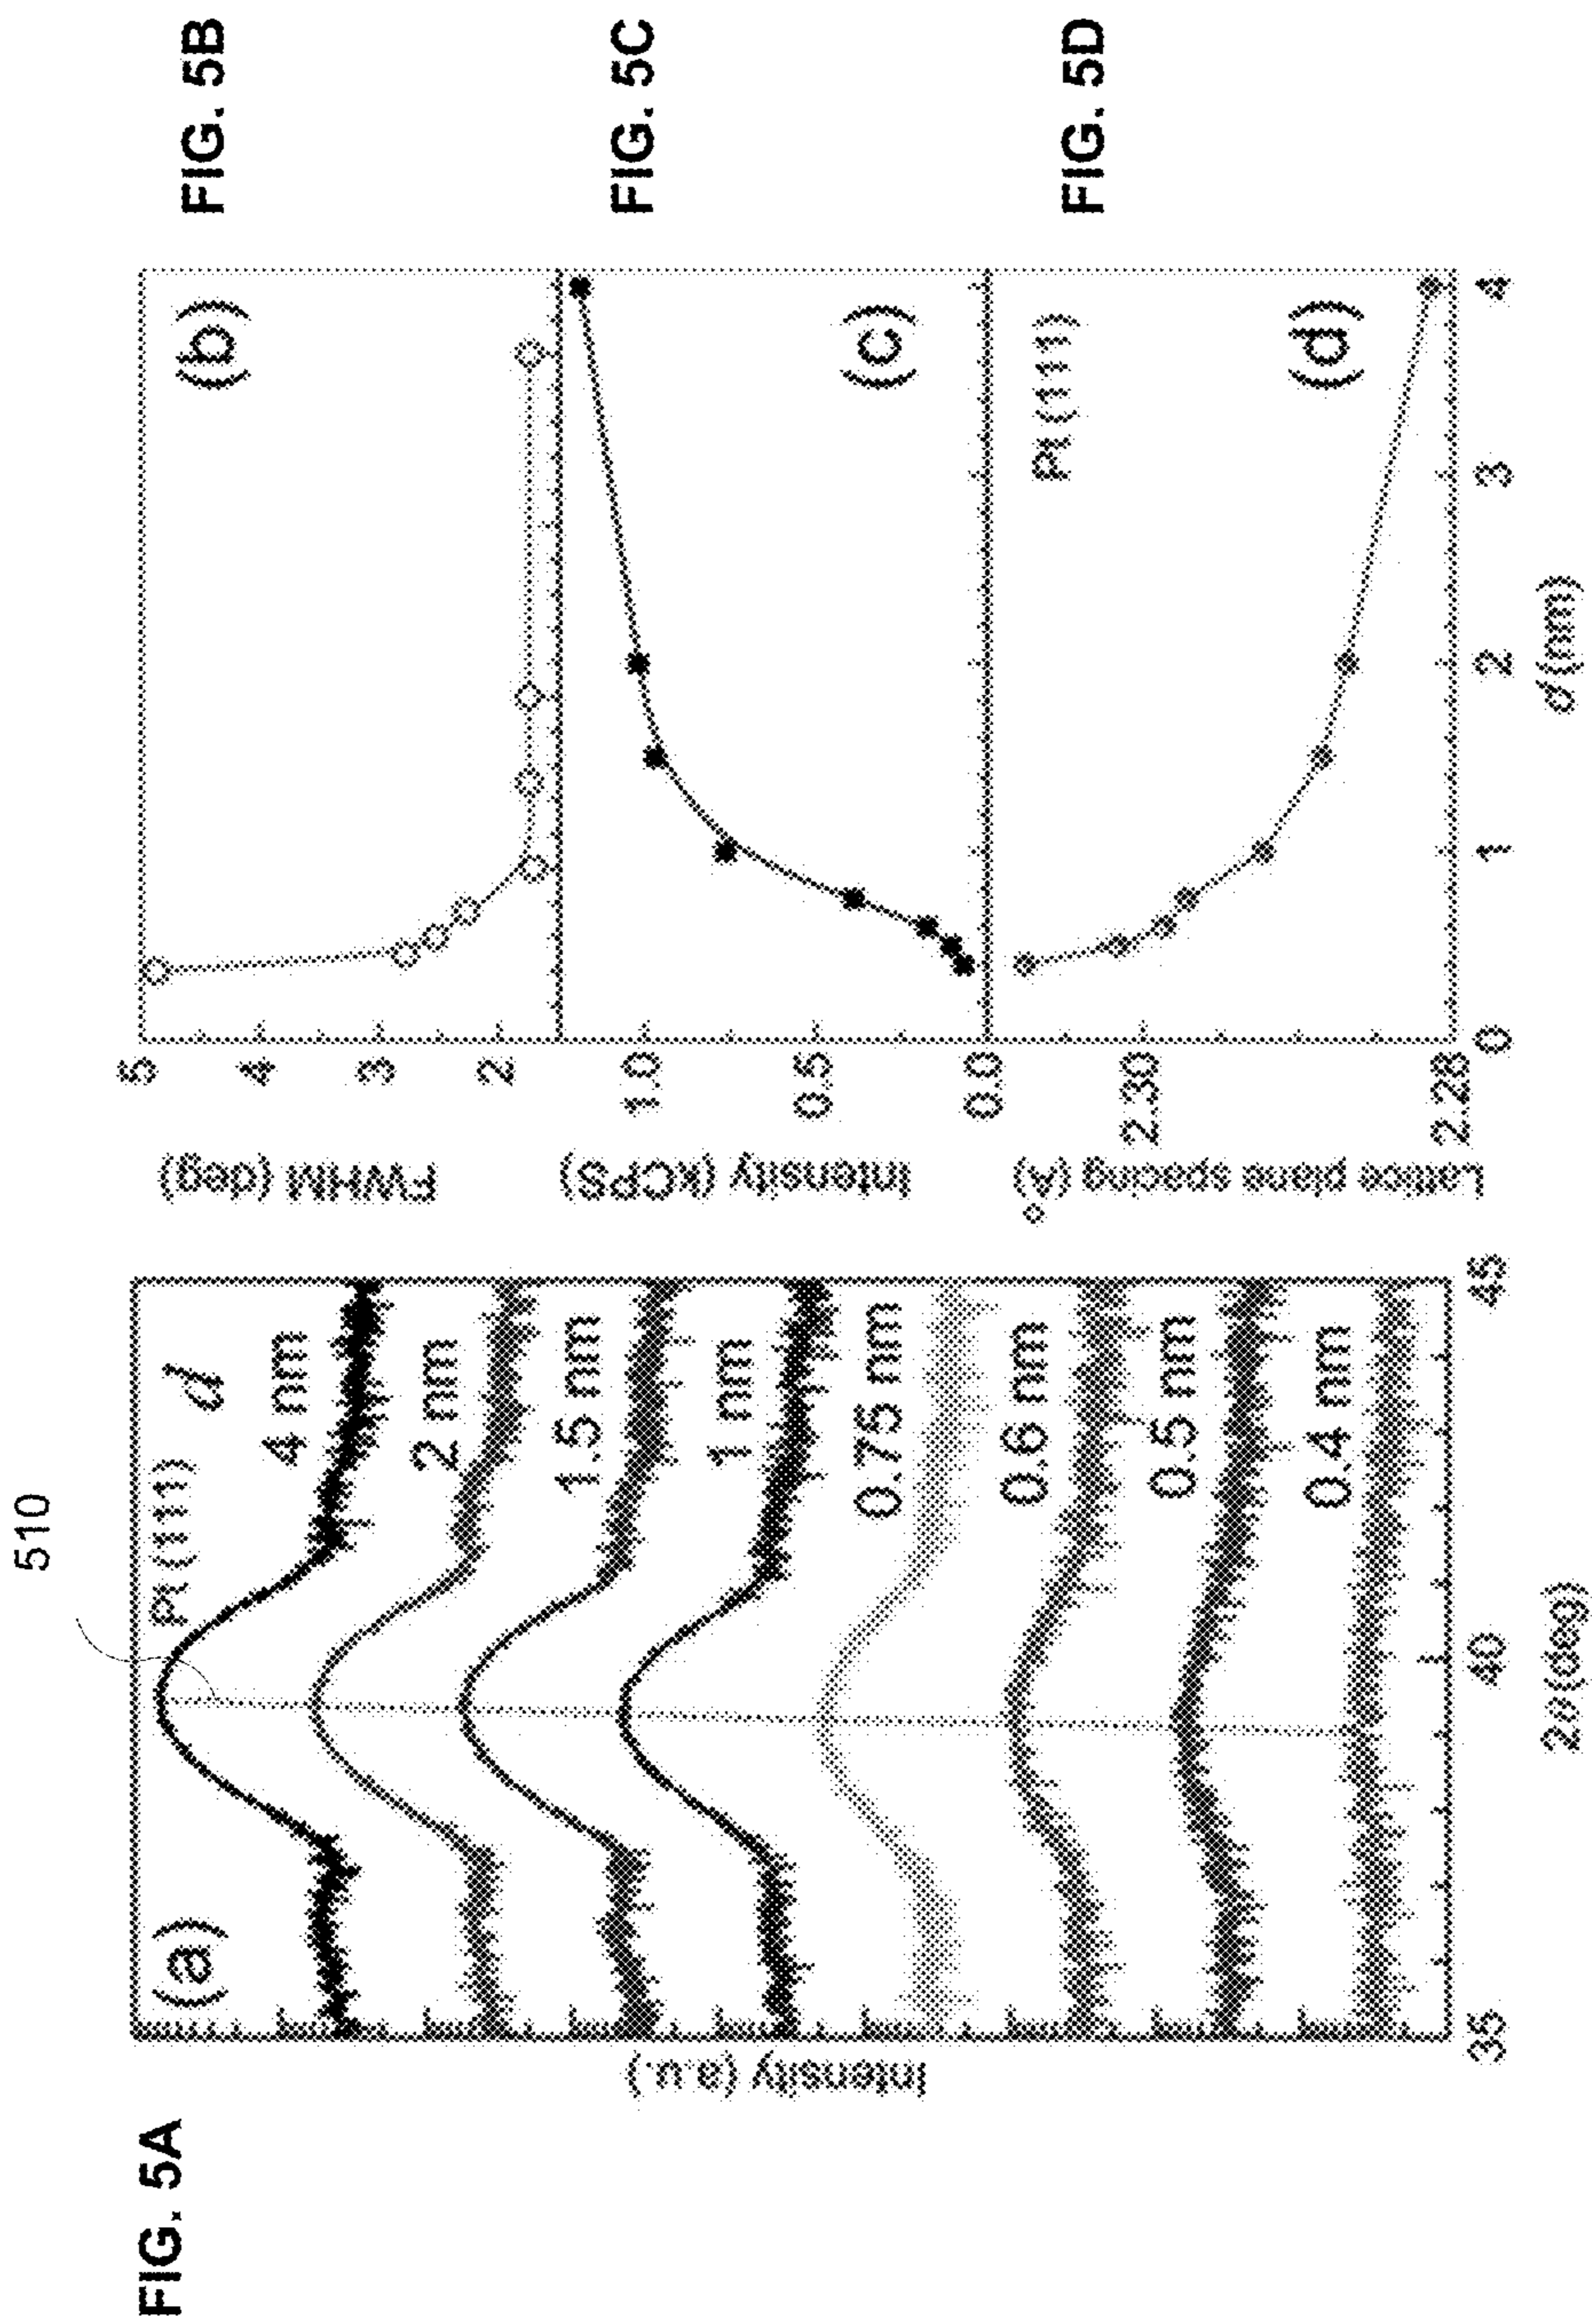 FIG. 5A
510
(a)
Pt (111)
d
4 nm
2 nm
1.5 nm
1 nm
0.75 nm
0.6 nm
0.5 nm
0.4 nm
Intensity (a.u.)
35
40
45
2θ (deg)
FIG. 5B
(b)
FWHM (deg)
5
4
3
2
FIG. 5C
(c)
Intensity (kCPS)
1.0
0.5
0.0
FIG. 5D
Pt (111)
(d)
Lattice plane spacing (Å)
2.30
2.28
0
1
2
3
4
d (nm)